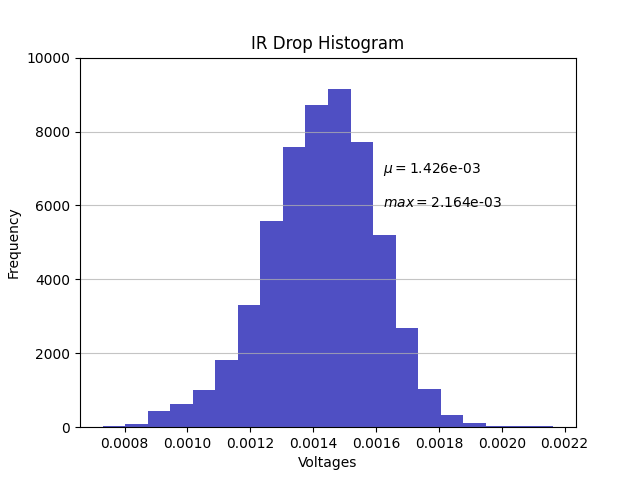 IR Drop Histogram
10000
8000
6000
4000
2000
0
Frequency
μ = 1.426e-03
max = 2.164e-03
0.0008 0.0010 0.0012 0.0014 0.0016 0.0018 0.0020 0.0022
Voltages